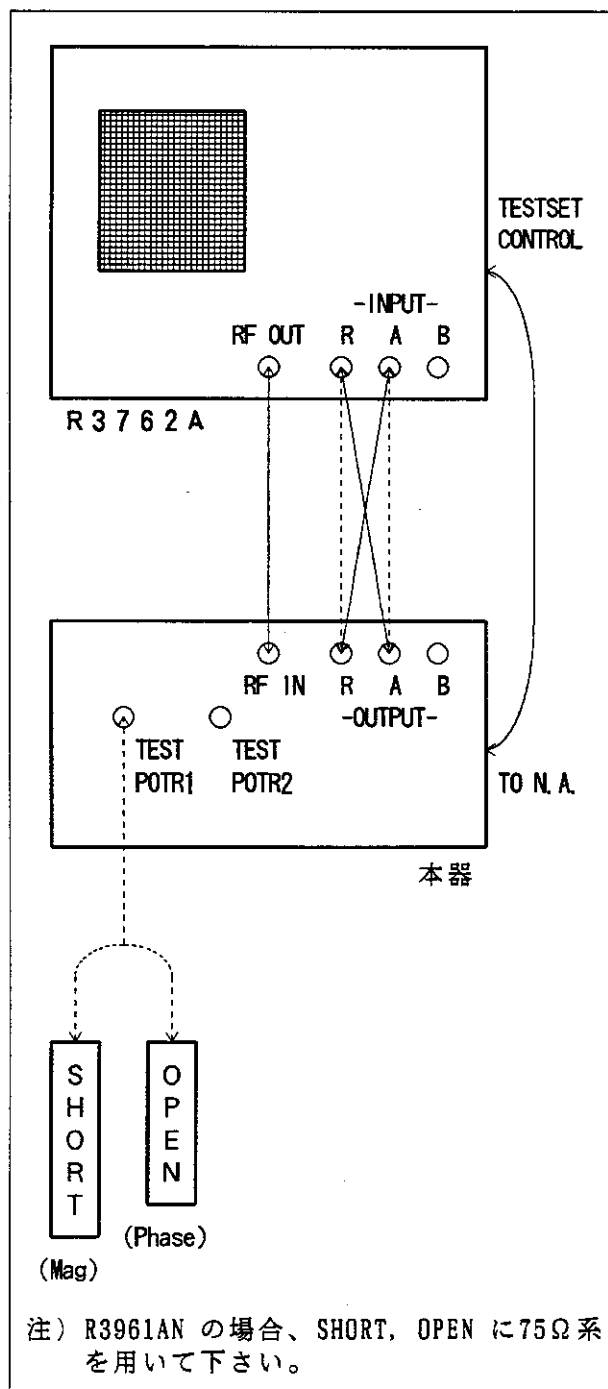 TESTSET
CONTROL
-INPUT-
RF OUT R A B
R3762A
RF IN R A B
-OUTPUT-
TEST
POTR1
TEST
POTR2
TO N.A.
本器
SHORT
OPEN
(Phase)
(Mag)
注) R3961AN の場合、SHORT, OPEN に75Ω系
を用いて下さい。